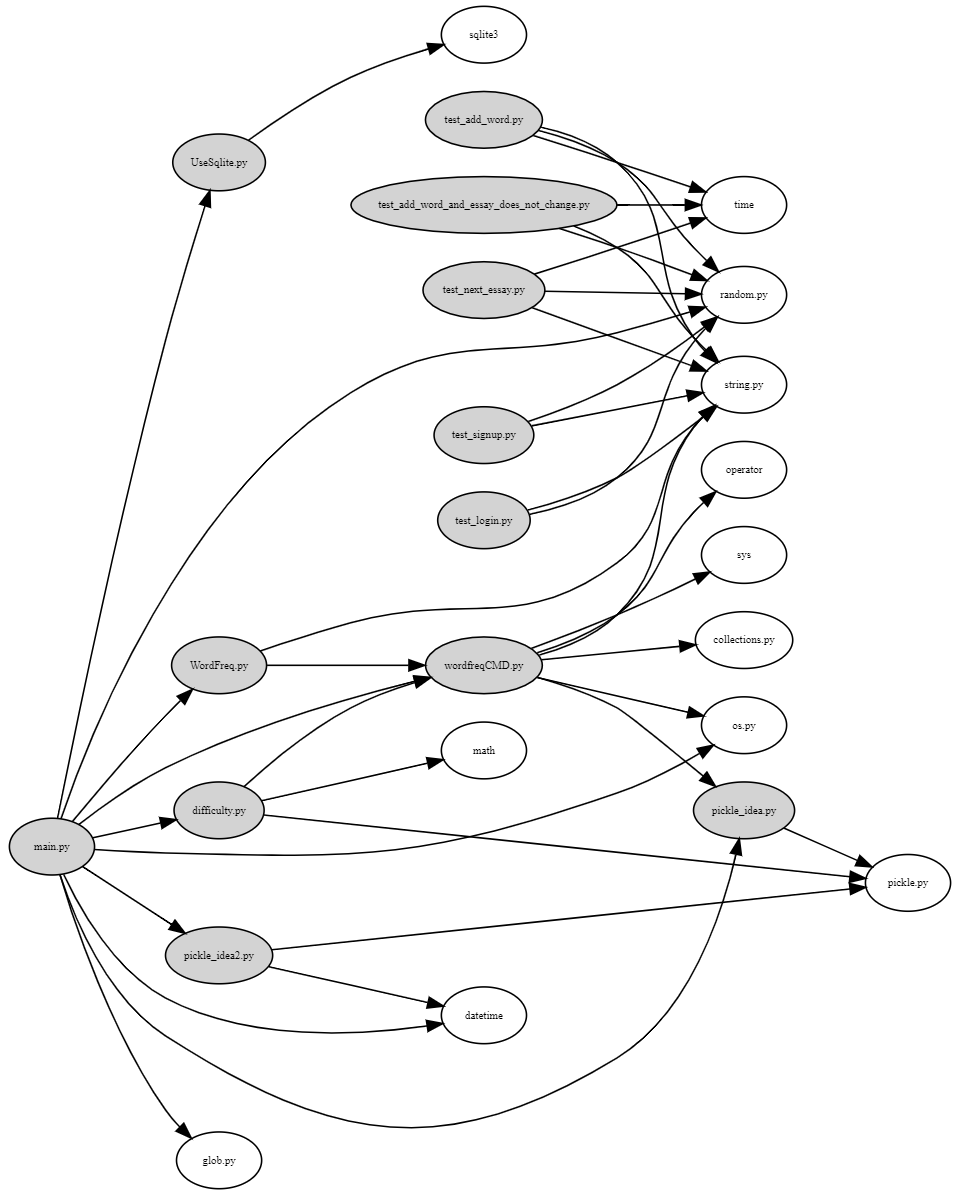 sqlite3
test_add_word.py
UseSqlite.py
test_add_word_and_essay_does_not_change.py
time
test_next_essay.py
random.py
string.py
test_signup.py
operator
test_login.py
sys
collections.py
WordFreq.py
wordfreqCMD.py
os.py
math
difficulty.py
pickle_idea.py
main.py
pickle.py
pickle_idea2.py
datetime
glob.py